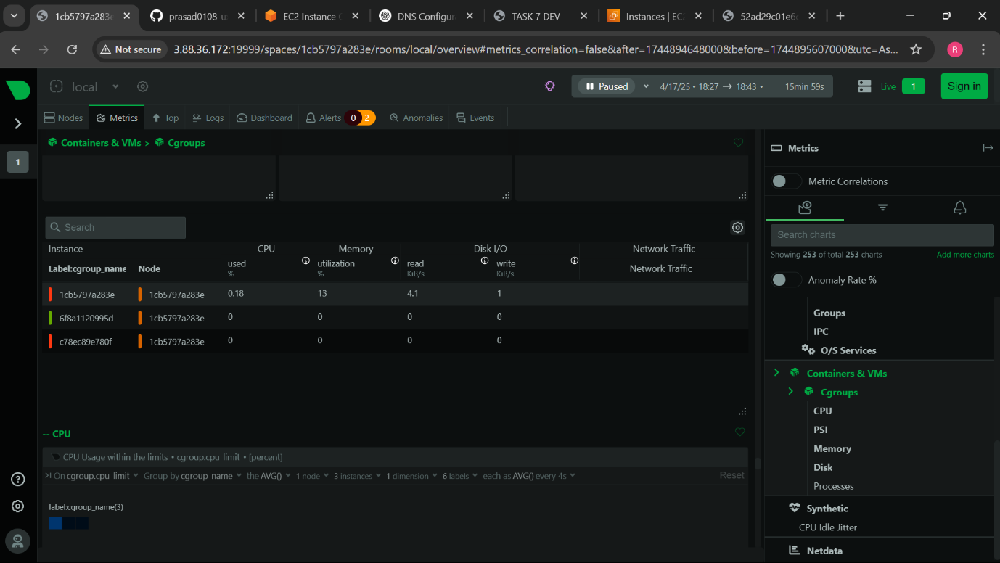 1cb5797a283e
prasad0108-u
EC2 Instance C
DNS Configur
TASK 7 DEV
Instances | EC
52ad29c01e6c
Not secure
3.88.36.172:19999/spaces/1cb5797a283e/rooms/local/overview#metrics_correlation=false&after=1744894648000&before=1744895607000&utc=As...
R
local
Paused
4/17/25 • 18:27 → 18:43 •
15min 59s
Live
1
Sign in
Nodes
Metrics
Top
Logs
Dashboard
Alerts 0 2
Anomalies
Events
1
Containers & VMs > Cgroups
Search
Instance CPU Memory Disk I/O Network Traffic
Label:cgroup_name Node used % utilization % read KiB/s write KiB/s Network Traffic
1cb5797a283e 1cb5797a283e 0.18 13 4.1 1
6f8a1120995d 1cb5797a283e 0 0 0 0
c78ec89e780f 1cb5797a283e 0 0 0 0
-- CPU
CPU Usage within the limits • cgroup.cpu_limit • [percent]
On cgroup.cpu_limit Group by cgroup_name the AVG() 1 node 3 instances 1 dimension 6 labels each as AVG() every 4s Reset
label:cgroup_name(3)
Metrics
Metric Correlations
Search charts
Showing 253 of total 253 charts Add more charts
Anomaly Rate %
Groups
IPC
O/S Services
Containers & VMs
Cgroups
CPU
PSI
Memory
Disk
Processes
Synthetic
CPU Idle Jitter
Netdata